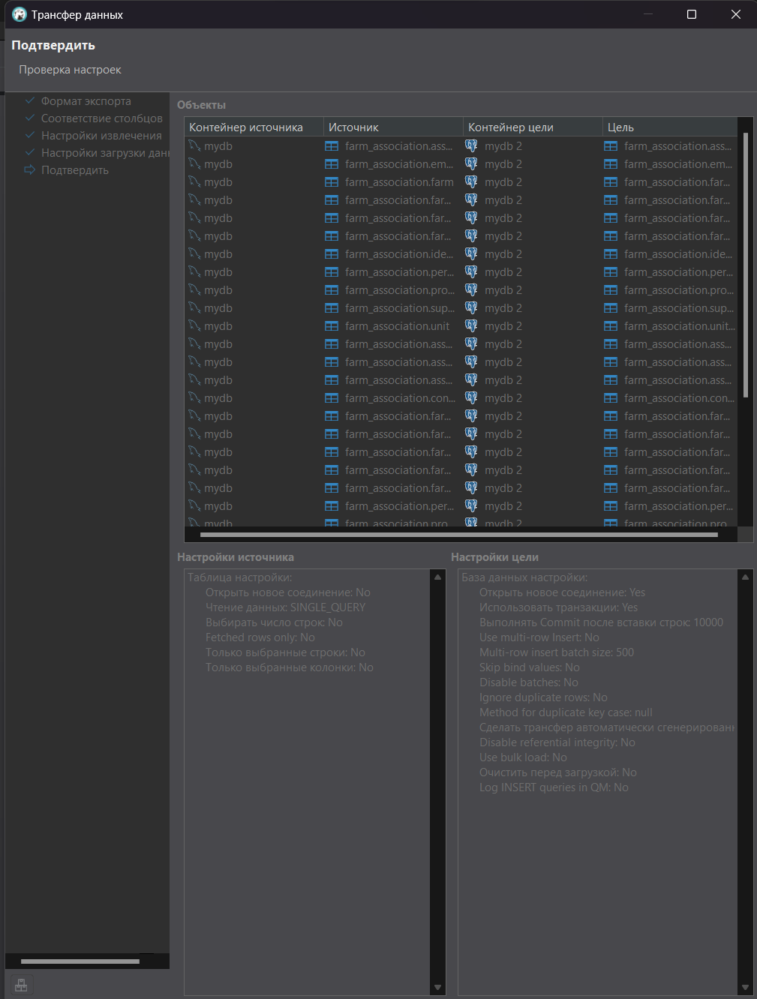 Трансфер данных
Подтвердить
Проверка настроек
Формат экспорта
Соответствие столбцов
Настройки извлечения
Настройки загрузки дан
Подтвердить
Объекты
Контейнер источника Источник Контейнер цели Цель
mydb farm_association.ass... mydb 2 farm_association.ass...
mydb farm_association.em... mydb 2 farm_association.em...
mydb farm_association.farm mydb 2 farm_association.far...
mydb farm_association.far... mydb 2 farm_association.far...
mydb farm_association.far... mydb 2 farm_association.far...
mydb farm_association.far... mydb 2 farm_association.far...
mydb farm_association.ide... mydb 2 farm_association.ide...
mydb farm_association.per... mydb 2 farm_association.per...
mydb farm_association.pro... mydb 2 farm_association.pro...
mydb farm_association.sup... mydb 2 farm_association.sup...
mydb farm_association.unit mydb 2 farm_association.unit...
mydb farm_association.ass... mydb 2 farm_association.ass...
mydb farm_association.ass... mydb 2 farm_association.ass...
mydb farm_association.ass... mydb 2 farm_association.ass...
mydb farm_association.con... mydb 2 farm_association.con...
mydb farm_association.far... mydb 2 farm_association.far...
mydb farm_association.far... mydb 2 farm_association.far...
mydb farm_association.far... mydb 2 farm_association.far...
mydb farm_association.far... mydb 2 farm_association.far...
mydb farm_association.far... mydb 2 farm_association.far...
mydb farm_association.per... mydb 2 farm_association.per...
mydb farm_association.pro mydb 2 farm_association.pro
Настройки источника
Таблица настройки:
Открыть новое соединение: No
Чтение данных: SINGLE_QUERY
Выбирать число строк: No
Fetched rows only: No
Только выбранные строки: No
Только выбранные колонки: No
Настройки цели
База данных настройки:
Открыть новое соединение: Yes
Использовать транзакции: Yes
Выполнять Commit после вставки строк: 10000
Use multi-row Insert: No
Multi-row insert batch size: 500
Skip bind values: No
Disable batches: No
Ignore duplicate rows: No
Method for duplicate key case: null
Сделать трансфер автоматически сгенерирован
Disable referential integrity: No
Use bulk load: No
Очистить перед загрузкой: No
Log INSERT queries in QM: No